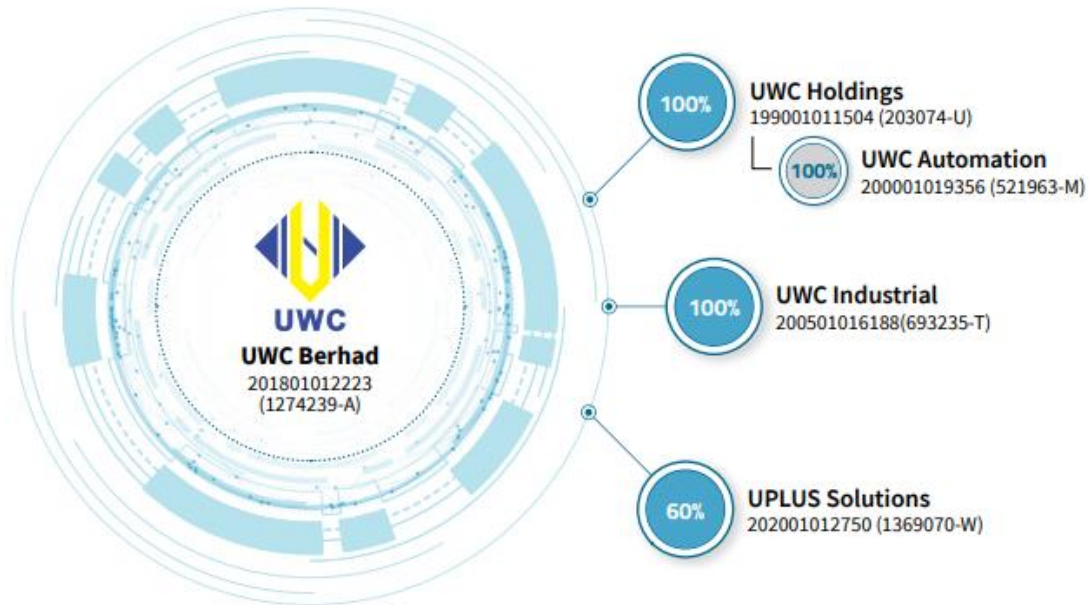 UWC
UWC Berhad
201801012223
(1274239-A)
100%
UWC Holdings
199001011504 (203074-U)
100%
UWC Automation
200001019356 (521963-M)
100%
UWC Industrial
200501016188(693235-T)
60%
UPLUS Solutions
202001012750 (1369070-W)